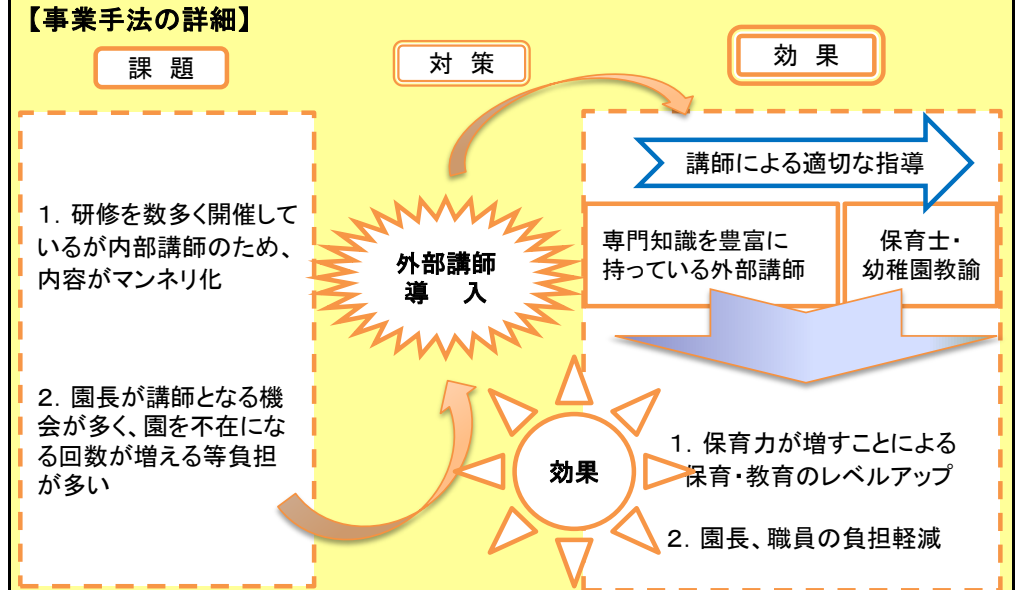 【事業手法の詳細】
課 題
対 策
効 果
1．研修を数多く開催して
いるが内部講師のため、
内容がマンネリ化
2．園長が講師となる機
会が多く、園を不在にな
る回数が増える等負担
が多い
外部講師
導 入
講師による適切な指導
専門知識を豊富に
持っている外部講師
保育士・
幼稚園教諭
効果
1．保育力が増すことによる
保育・教育のレベルアップ
2．園長、職員の負担軽減